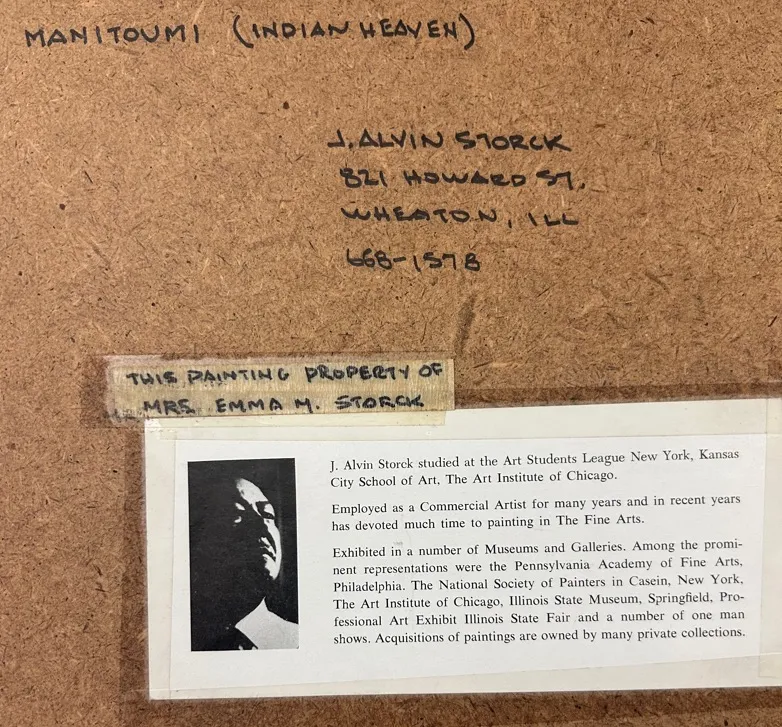 MANITOUMI (INDIAN HEAVEN)
J. ALVIN STORCK
821 HOWARD ST.
WHEATON, ILL
668-1578
THIS PAINTING PROPERTY OF
MRS. EMMA M. STORCK
J. Alvin Storck studied at the Art Students League New York, Kansas
City School of Art, The Art Institute of Chicago.
Employed as a Commercial Artist for many years and in recent years
has devoted much time to painting in The Fine Arts.
Exhibited in a number of Museums and Galleries. Among the promi-
nent representations were the Pennsylvania Academy of Fine Arts,
Philadelphia. The National Society of Painters in Casein, New York,
The Art Institute of Chicago, Illinois State Museum, Springfield, Pro-
fessional Art Exhibit Illinois State Fair and a number of one man
shows. Acquisitions of paintings are owned by many private collections.